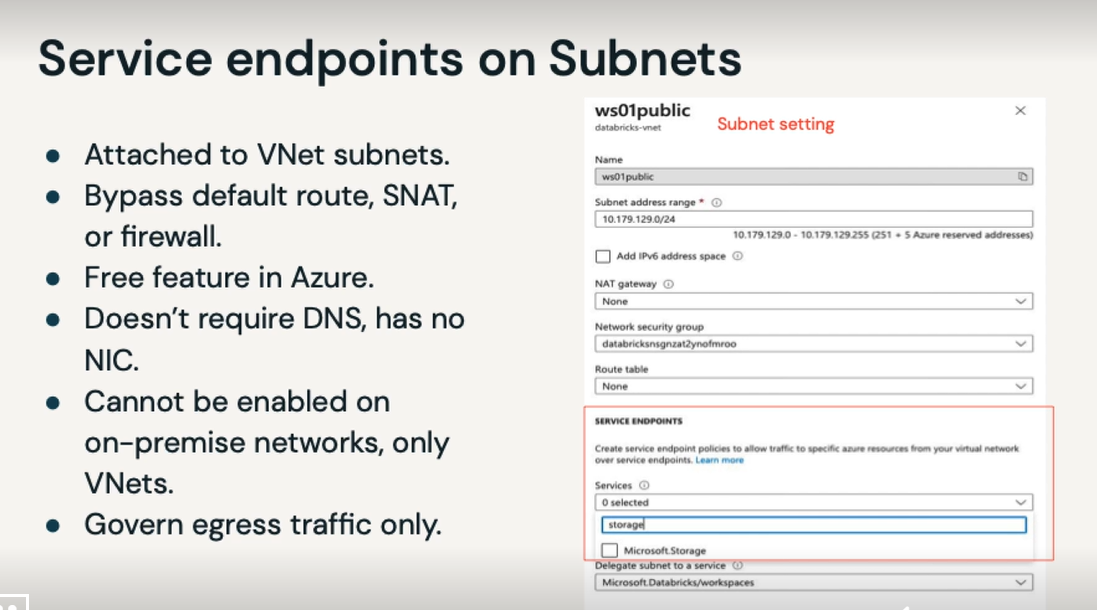 Service endpoints on Subnets
● Attached to VNet subnets.
● Bypass default route, SNAT,
or firewall.
● Free feature in Azure.
● Doesn't require DNS, has no
NIC.
● Cannot be enabled on
on-premise networks, only
VNets.
● Govern egress traffic only.
ws01public
databricks-vnet
Subnet setting
Name
ws01public
Subnet address range *
10.179.129.0/24
10.179.129.0 - 10.179.129.255 (251 + 5 Azure reserved addresses)
Add IPv6 address space
NAT gateway
None
Network security group
databricksnsgnzat2ynofmroo
Route table
None
SERVICE ENDPOINTS
Create service endpoint policies to allow traffic to specific azure resources from your virtual network
over service endpoints. Learn more
Services
0 selected
storage
Microsoft.Storage
Delegate subnet to a service
Microsoft.Databricks/workspaces